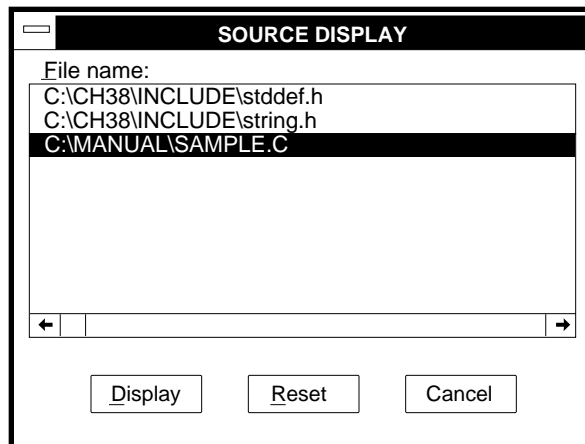 SOURCE DISPLAY
File name:
C:\CH38\INCLUDE\stddef.h
C:\CH38\INCLUDE\string.h
C:\MANUAL\SAMPLE.C
Display Reset Cancel